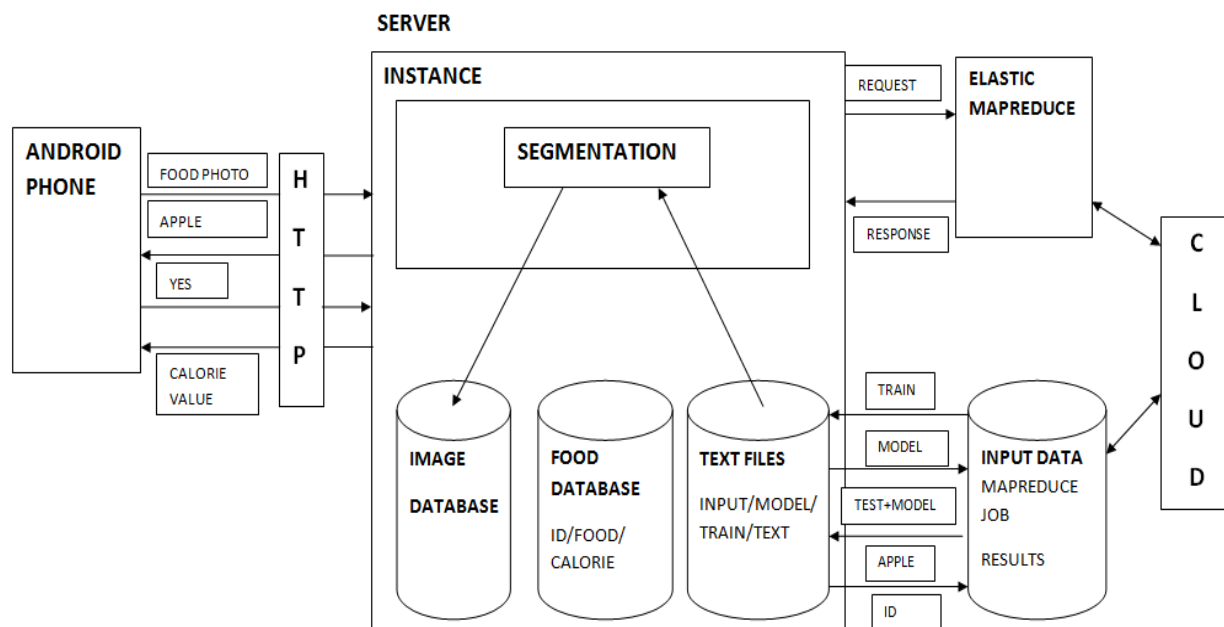 SERVER
INSTANCE
SEGMENTATION
ANDROID
PHONE
FOOD PHOTO
APPLE
YES
CALORIE
VALUE
H
T
T
P
REQUEST
RESPONSE
ELASTIC
MAPREDUCE
C
L
O
U
D
IMAGE
DATABASE
FOOD
DATABASE
ID/FOOD/
CALORIE
TEXT FILES
INPUT/MODEL/
TRAIN/TEXT
TRAIN
MODEL
TEST+MODEL
APPLE
ID
INPUT DATA
MAPREDUCE
JOB
RESULTS